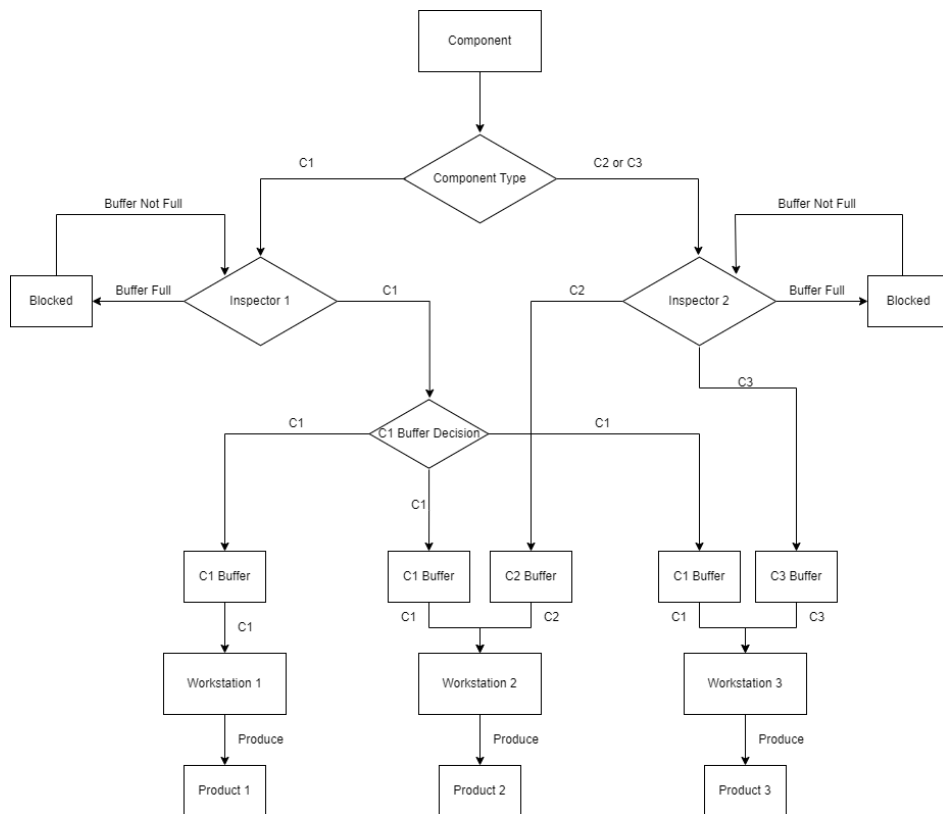 Component
C1
C2 or C3
Component Type
Buffer Not Full
Buffer Not Full
Blocked
Buffer Full
Inspector 1
C1
C2
Inspector 2
Buffer Full
Blocked
C3
C1
C1 Buffer Decision
C1
C1
C1 Buffer
C1 Buffer
C2 Buffer
C1 Buffer
C3 Buffer
C1
C1
C2
C1
C3
Workstation 1
Workstation 2
Workstation 3
Produce
Produce
Produce
Product 1
Product 2
Product 3